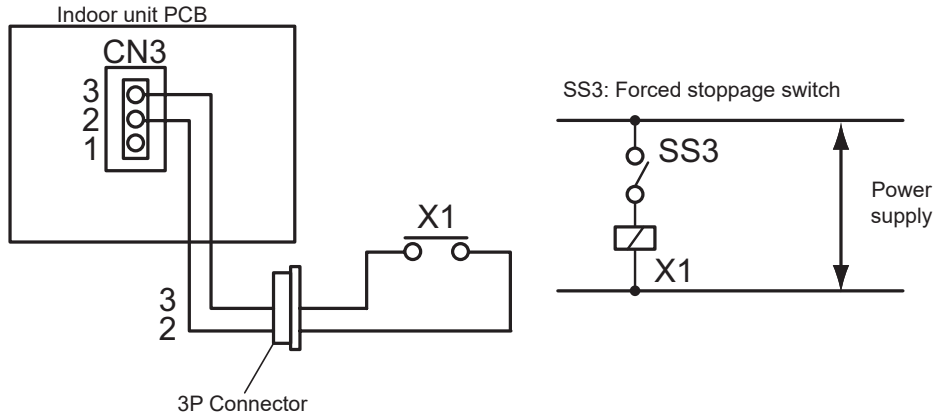 Indoor unit PCB
CN3
3
2
1
X1
3
2
3P Connector
SS3: Forced stoppage switch
SS3
X1
Power
supply